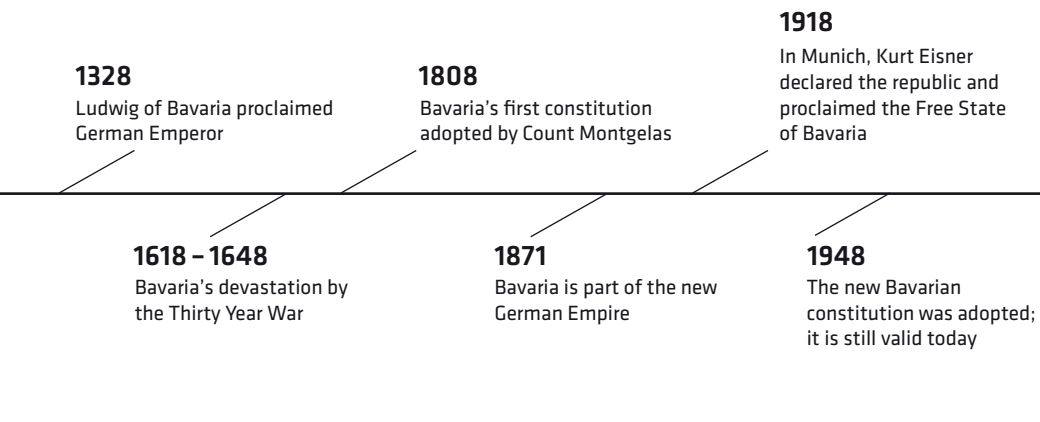 1918
In Munich, Kurt Eisner
declared the republic and
proclaimed the Free State
of Bavaria
1328
Ludwig of Bavaria proclaimed
German Emperor
1808
Bavaria’s first constitution
adopted by Count Montgelas
1618 – 1648
Bavaria’s devastation by
the Thirty Year War
1871
Bavaria is part of the new
German Empire
1948
The new Bavarian
constitution was adopted;
it is still valid today